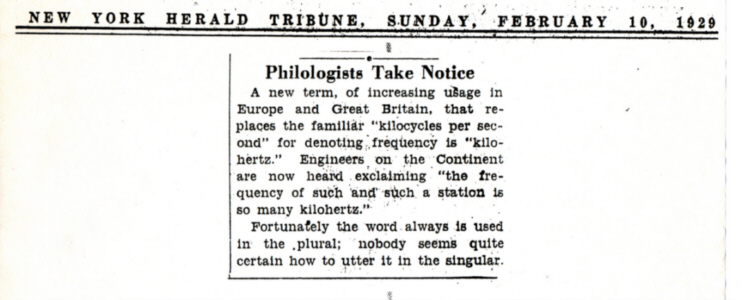 NEW YORK HERALD TRIBUNE, SUNDAY, FEBRUARY 10, 1929
Philologists Take Notice
A new term, of increasing usage in
Europe and Great Britain, that re-
places the familiar "kilocycles per sec-
ond" for denoting frequency is "kilo-
hertz." Engineers on the Continent
are now heard exclaiming "the fre-
quency of such and such a station is
so many kilohertz."
Fortunately the word always is used
in the plural; nobody seems quite
certain how to utter it in the singular.